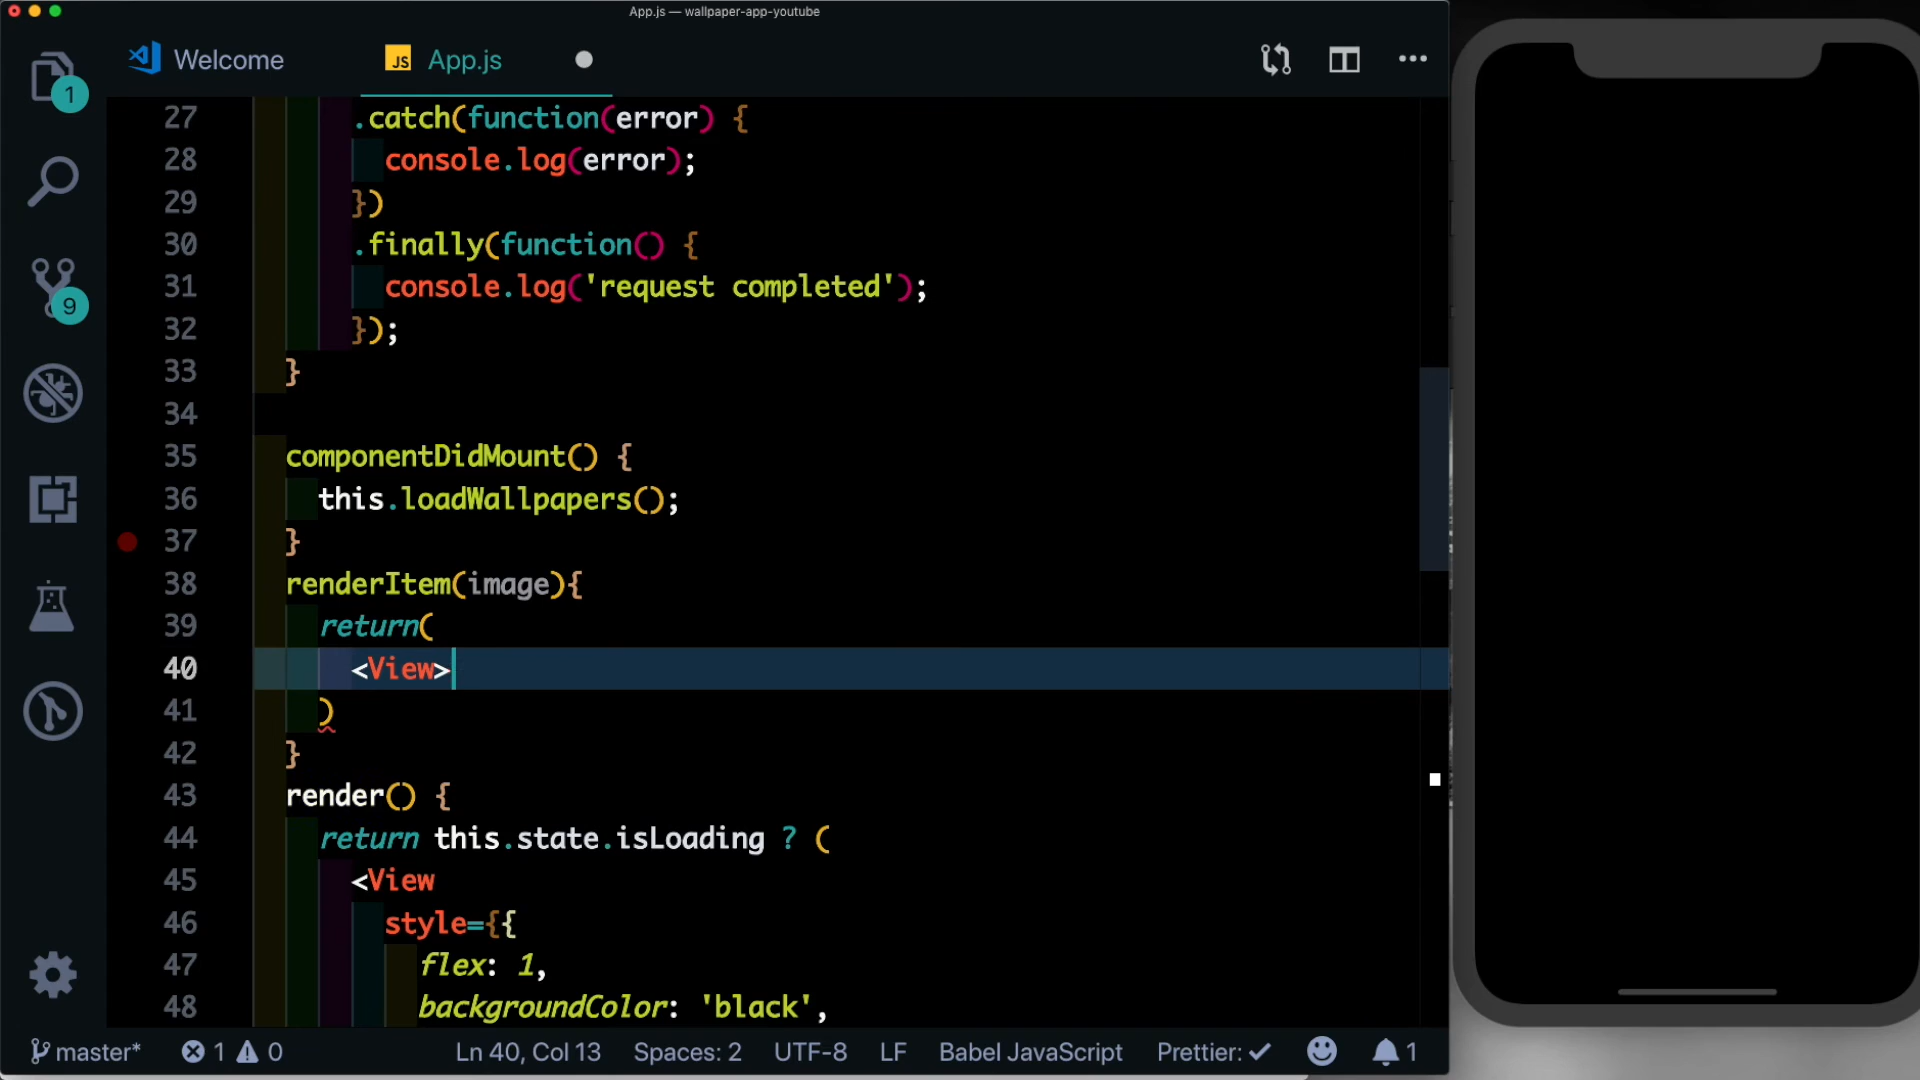 App.js — wallpaper-app-youtube
Welcome
JS App.js
1
9
27 .catch(function(error) {
28 console.log(error);
29 })
30 .finally(function() {
31 console.log('request completed');
32 });
33 }
34
35 componentDidMount() {
36 this.loadWallpapers();
37 }
38 renderItem(image){
39 return(
40 <View>
41 )
42 }
43 render() {
44 return this.state.isLoading ? (
45 <View
46 style={{
47 flex: 1,
48 backgroundColor: 'black',
master* 1 0 Ln 40, Col 13 Spaces: 2 UTF-8 LF Babel JavaScript Prettier: ✓ 1